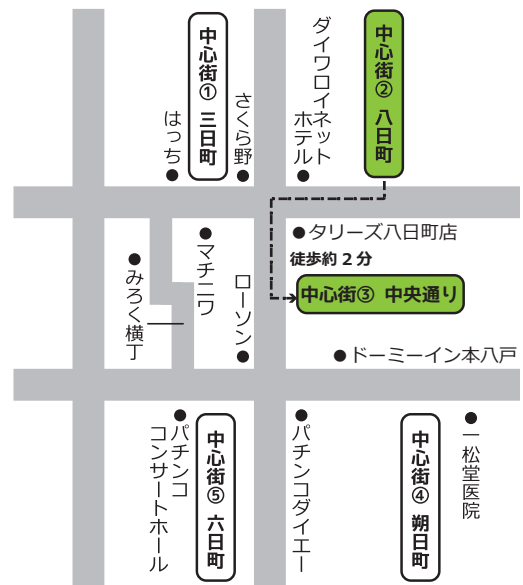 中心街① 三日町
はっち
さくら野
ダイワロイネット
ホテル
中心街② 八日町
タリーズ八日町店
徒歩約2分
中心街③ 中央通り
マチニワ
みろく横丁
ローソン
ドーミーイン本八戸
パチンコ
コンサートホール
中心街⑤ 六日町
パチンコダイエー
中心街④ 朔日町
一松堂医院